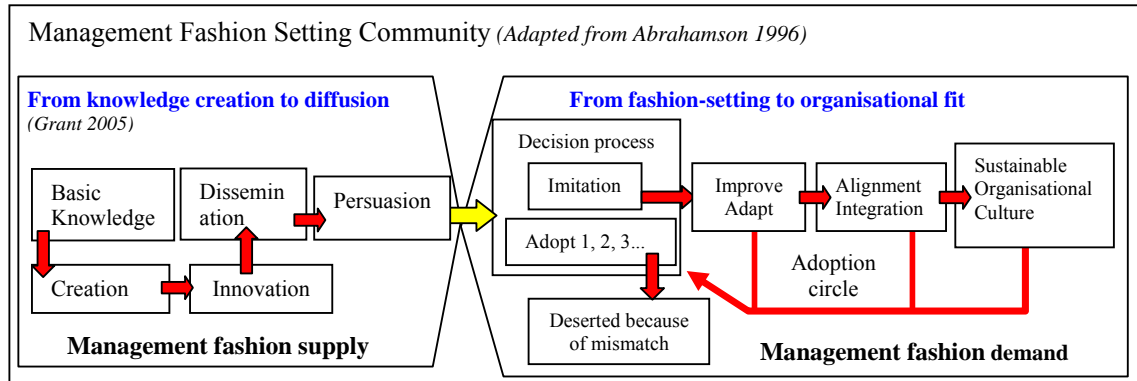 Management Fashion Setting Community (Adapted from Abrahamson 1996)
From knowledge creation to diffusion
(Grant 2005)
Basic
Knowledge
Dissemin
ation
Persuasion
Creation
Innovation
Management fashion supply
From fashion-setting to organisational fit
Decision process
Imitation
Adopt 1, 2, 3...
Improve
Adapt
Alignment
Integration
Sustainable
Organisational
Culture
Adoption
circle
Deserted because
of mismatch
Management fashion demand